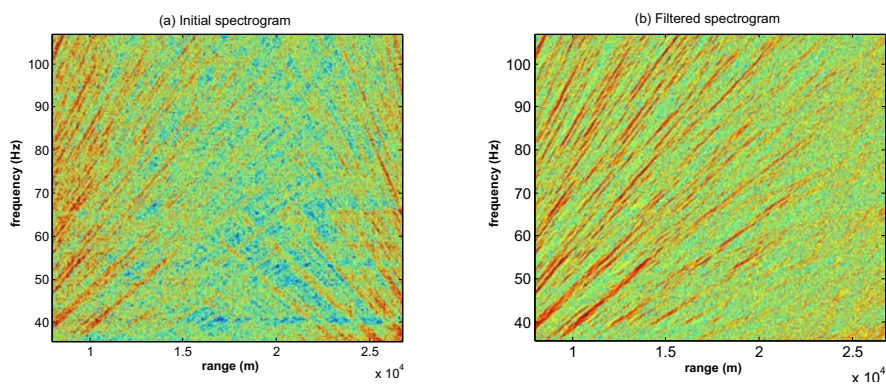 (a) Initial spectrogram
100
90
80
70
60
50
40
frequency (Hz)
1
1.5
2
2.5
range (m)
x 10^4
(b) Filtered spectrogram
100
90
80
70
60
50
40
frequency (Hz)
1
1.5
2
2.5
range (m)
x 10^4